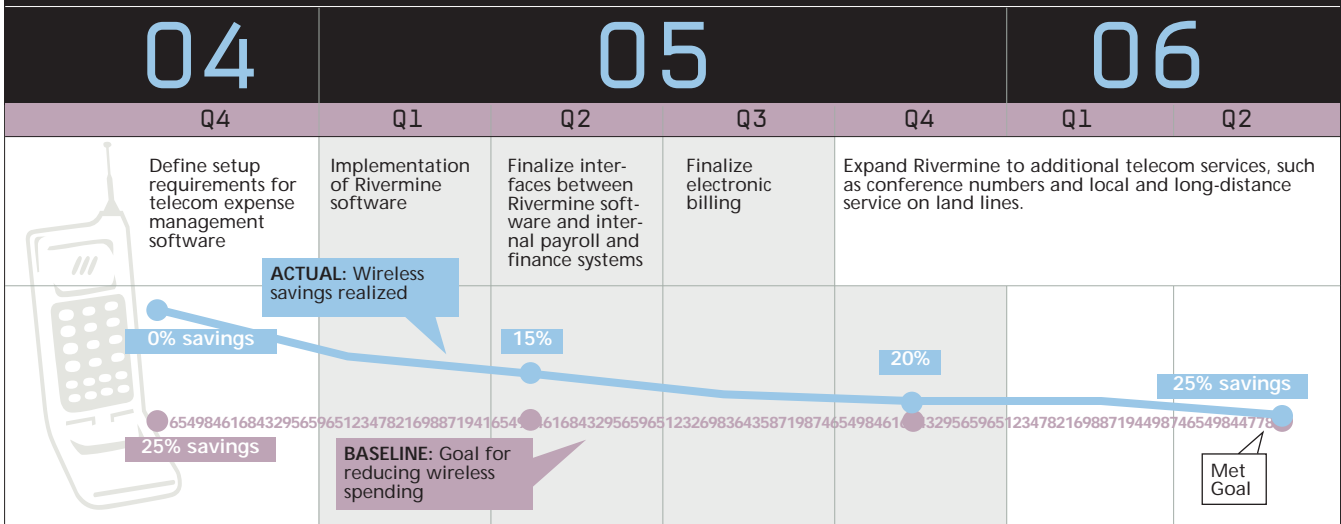 04 05 06
Q4 Q1 Q2 Q3 Q4 Q1 Q2
Define setup
requirements for
telecom expense
management
software
Implementation
of Rivermine
software
Finalize inter-
faces between
Rivermine soft-
ware and inter-
nal payroll and
finance systems
Finalize
electronic
billing
Expand Rivermine to additional telecom services, such
as conference numbers and local and long-distance
service on land lines.
ACTUAL: Wireless
savings realized
0% savings
15%
20%
25% savings
654984616843295659651234782169887194165 6168432956596512326983643587198746549846 3295659651234782169887194498746549844778
25% savings
BASELINE: Goal for
reducing wireless
spending
Met
Goal